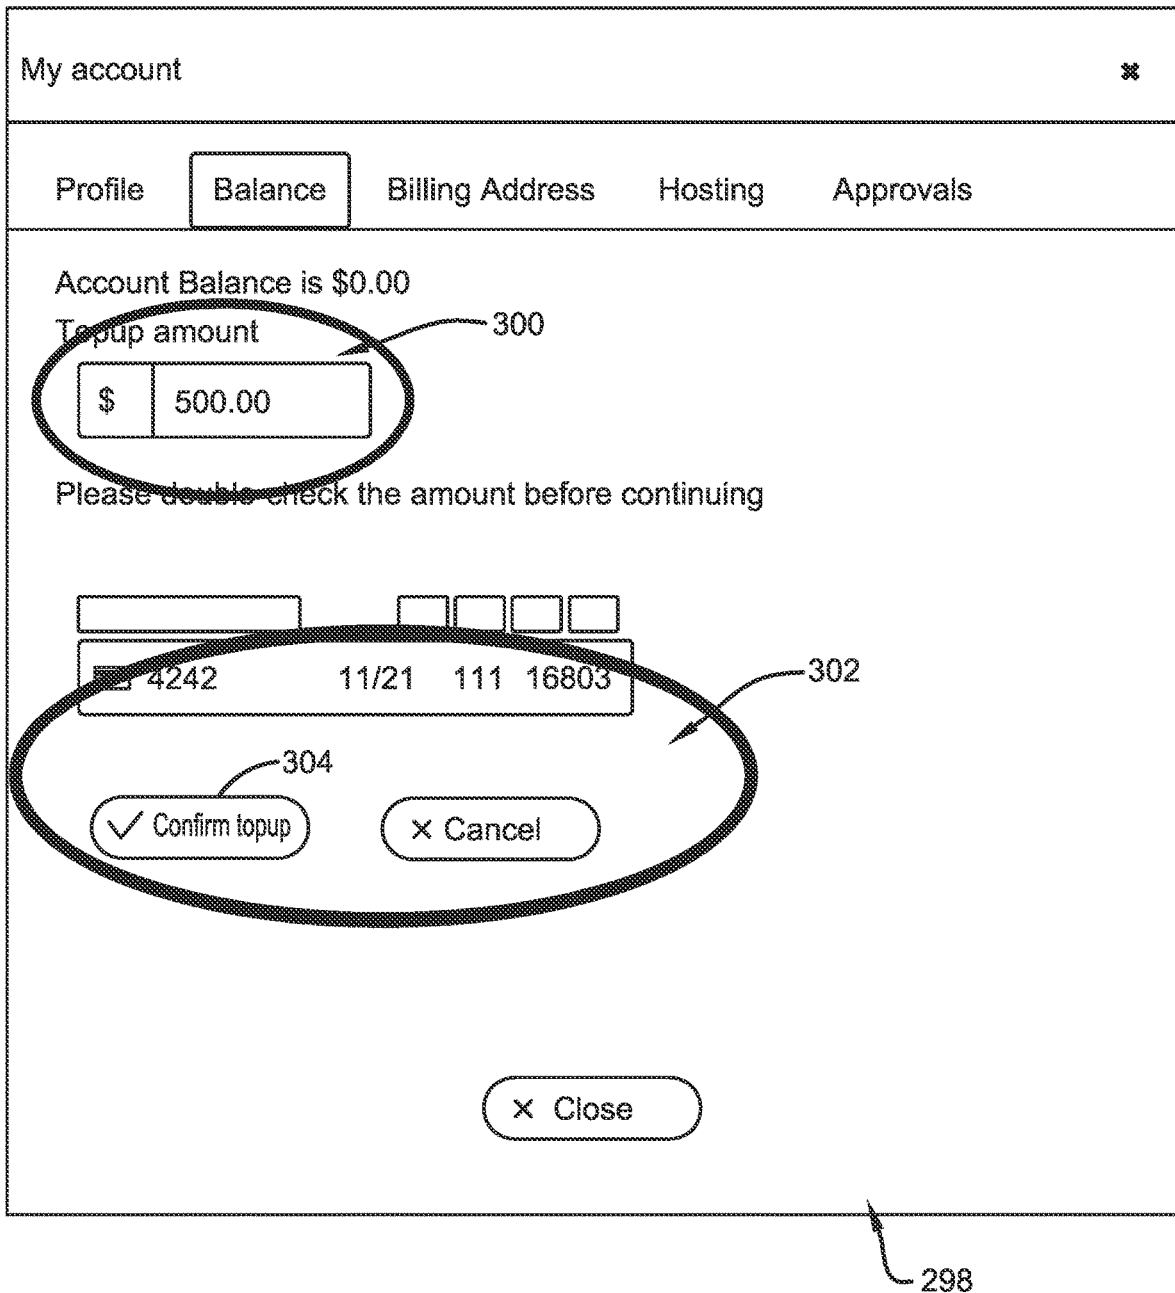 My account ✖
Profile Balance Billing Address Hosting Approvals
Account Balance is $0.00
Topup amount
300
$ 500.00
Please double check the amount before continuing
4242 11/21 111 16803
302
304
✓ Confirm topup × Cancel
× Close
298